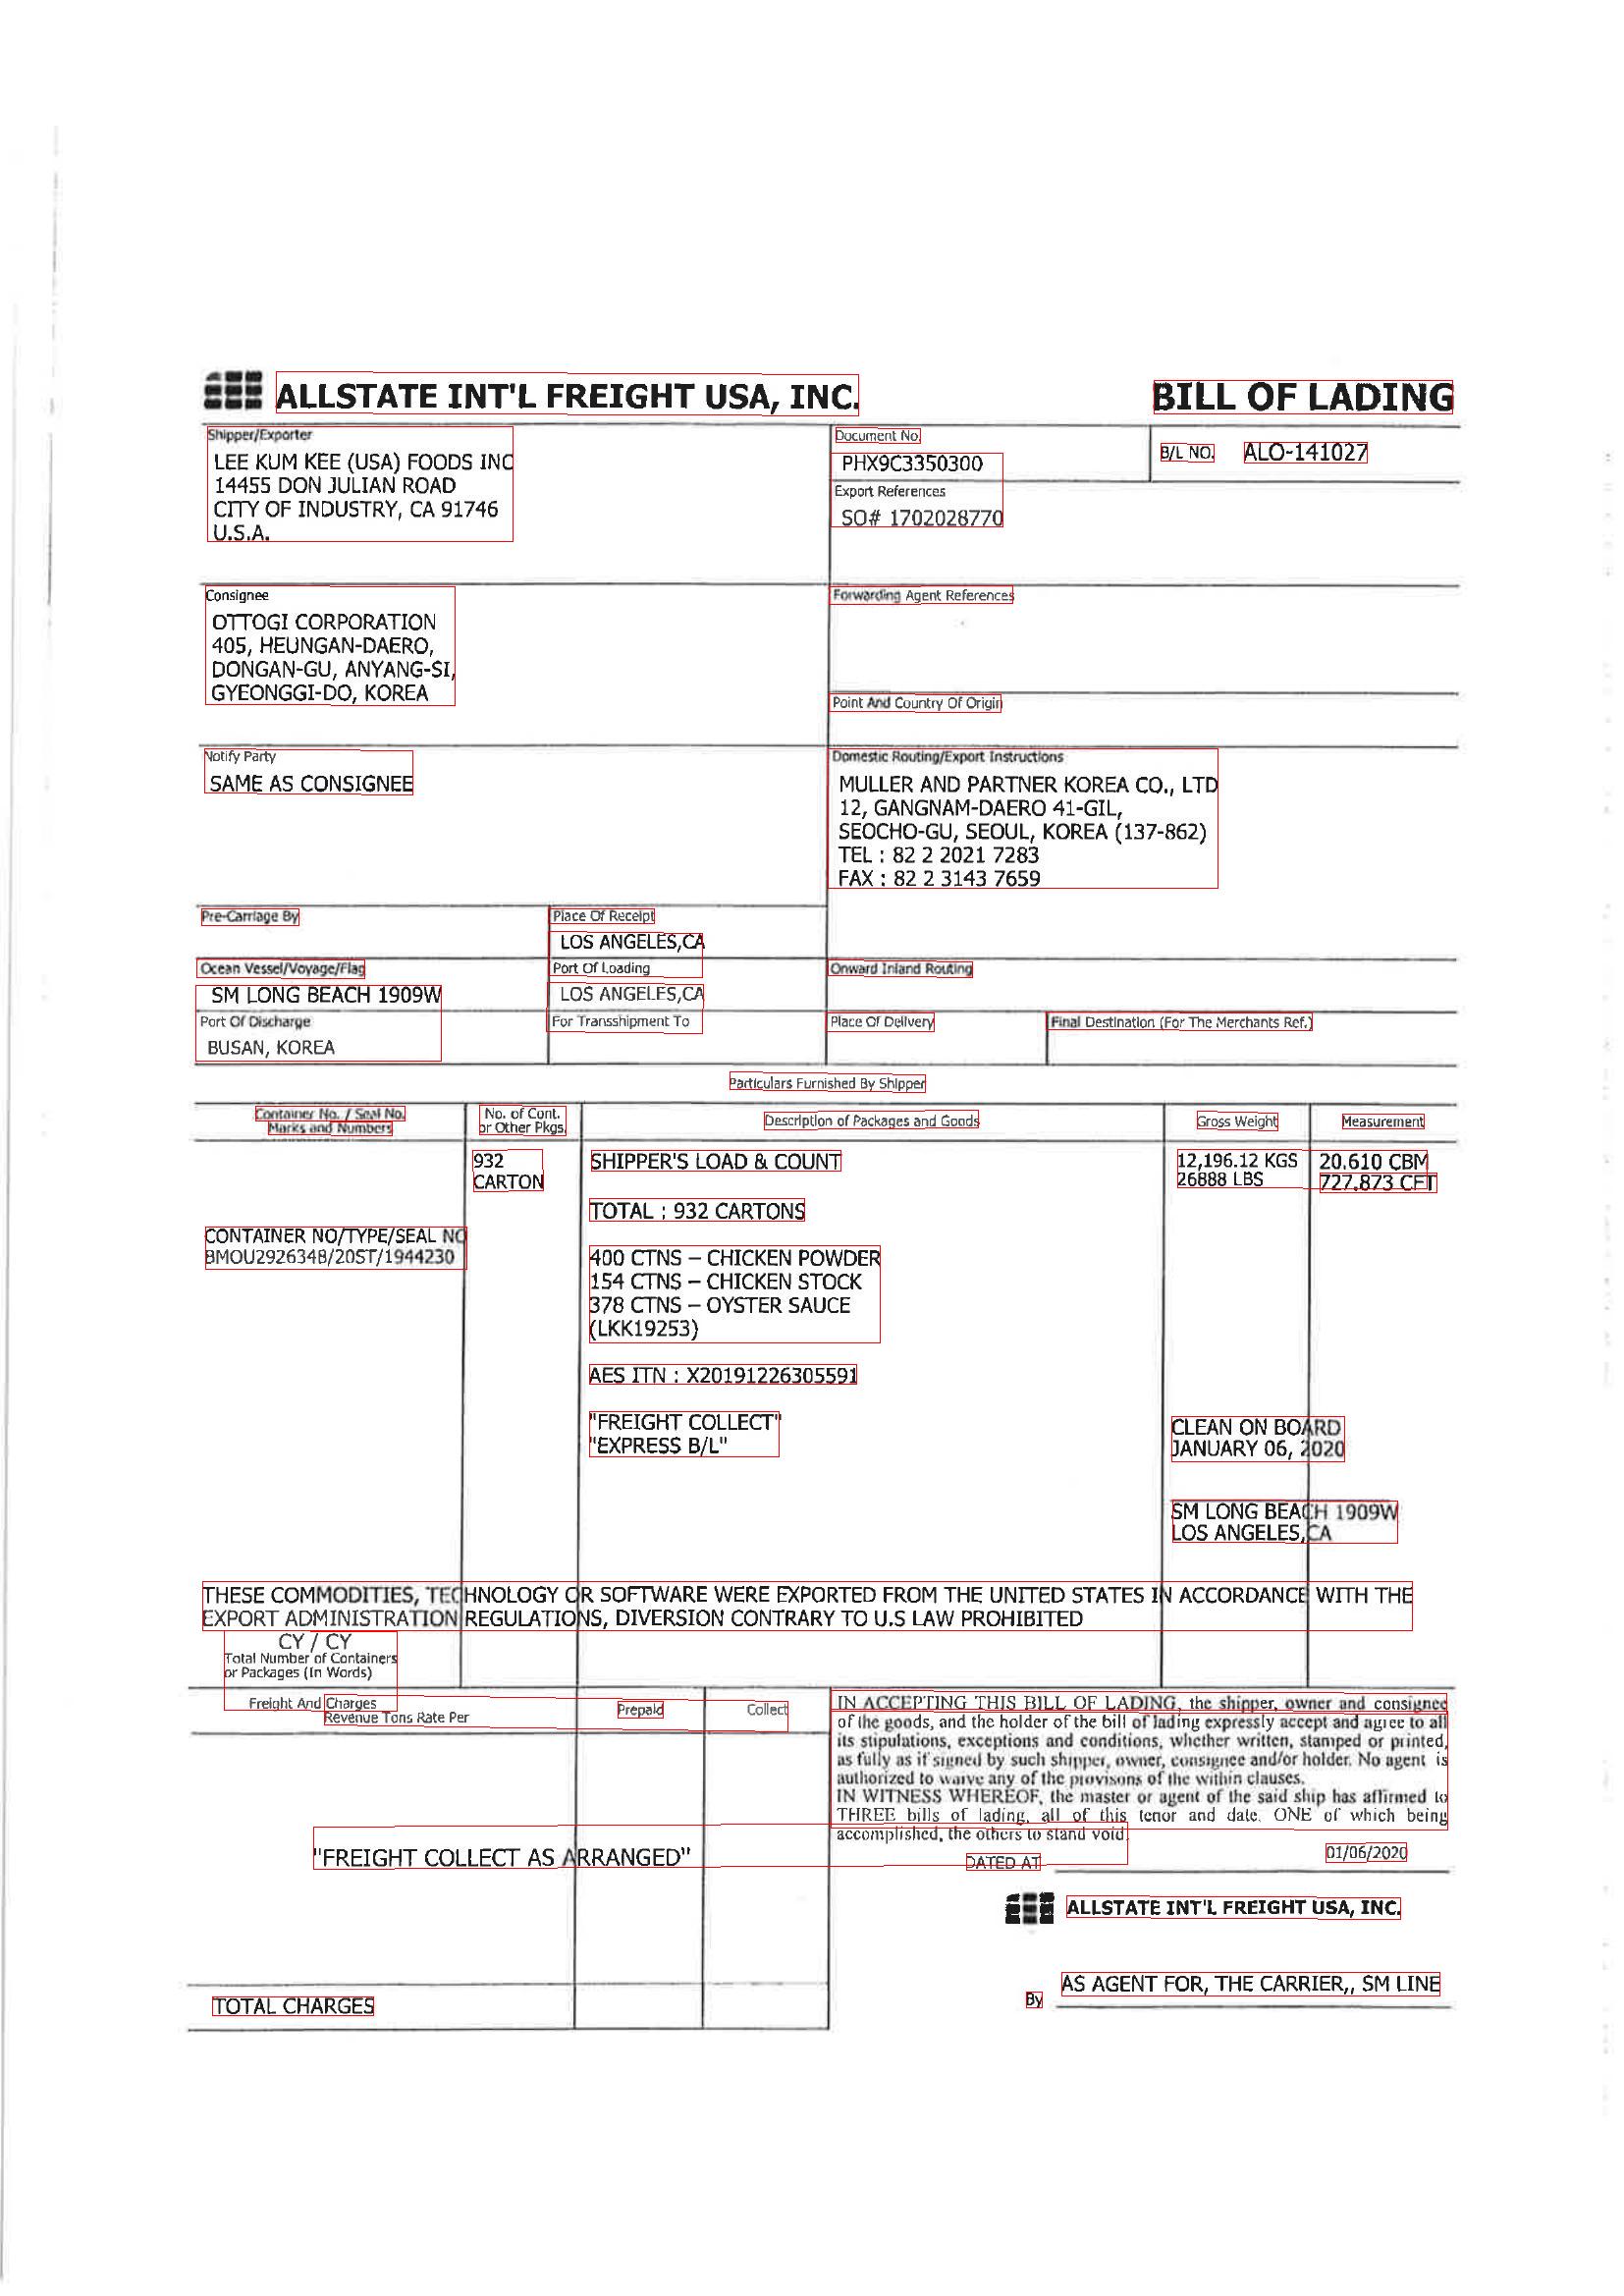 ALLSTATE INT'L FREIGHT USA, INC.
BILL OF LADING
Shipper/Exporter
LEE KUM KEE (USA) FOODS INC
14455 DON JULIAN ROAD
CITY OF INDUSTRY, CA 91746
U.S.A.
Document No.
PHX9C3350300
B/L NO.
ALO-141027
Export References
SO# 1702028770
Consignee
OTTOGI CORPORATION
405, HEUNGAN-DAERO,
DONGAN-GU, ANYANG-SI,
GYEONGGI-DO, KOREA
Forwarding Agent References
Point And Country Of Origin
Notify Party
SAME AS CONSIGNEE
Domestic Routing/Export Instructions
MULLER AND PARTNER KOREA CO., LTD
12, GANGNAM-DAERO 41-GIL,
SEOCHO-GU, SEOUL, KOREA (137-862)
TEL : 82 2 2021 7283
FAX : 82 2 3143 7659
Pre-Carriage By
Place Of Receipt
LOS ANGELES,CA
Ocean Vessel/Voyage/Flag
SM LONG BEACH 1909W
Port Of Loading
LOS ANGELES,CA
Onward Inland Routing
Port Of Discharge
BUSAN, KOREA
For Transshipment To
Place Of Delivery
Final Destination (For The Merchants Ref.)
Particulars Furnished By Shipper
Container No. / Seal No.
Marks and Numbers
No. of Cont.
or Other Pkgs.
Description of Packages and Goods
Gross Weight
Measurement
932
CARTON
SHIPPER'S LOAD & COUNT
12,196.12 KGS
26888 LBS
20.610 CBM
727.873 CFT
TOTAL : 932 CARTONS
CONTAINER NO/TYPE/SEAL NO
BMOU2926348/20ST/1944230
400 CTNS – CHICKEN POWDER
154 CTNS – CHICKEN STOCK
378 CTNS – OYSTER SAUCE
(LKK19253)
AES ITN : X20191226305591
"FREIGHT COLLECT"
"EXPRESS B/L"
CLEAN ON BOARD
JANUARY 06, 2020
SM LONG BEACH 1909W
LOS ANGELES,CA
THESE COMMODITIES, TECHNOLOGY OR SOFTWARE WERE EXPORTED FROM THE UNITED STATES IN ACCORDANCE WITH THE
EXPORT ADMINISTRATION REGULATIONS, DIVERSION CONTRARY TO U.S LAW PROHIBITED
CY / CY
Total Number of Containers
or Packages (In Words)
Freight And Charges
Revenue Tons Rate Per
Prepaid
Collect
IN ACCEPTING THIS BILL OF LADING, the shipper, owner and consignee
of the goods, and the holder of the bill of lading expressly accept and agree to all
its stipulations, exceptions and conditions, whether written, stamped or printed,
as fully as if signed by such shipper, owner, consignee and/or holder. No agent is
authorized to waive any of the provisons of the within clauses.
IN WITNESS WHEREOF, the master or agent of the said ship has affirmed to
THREE bills of lading, all of this tenor and date, ONE of which being
accomplished, the others to stand void.
"FREIGHT COLLECT AS ARRANGED"
DATED AT
01/06/2020
ALLSTATE INT'L FREIGHT USA, INC.
By
AS AGENT FOR, THE CARRIER,, SM LINE
TOTAL CHARGES